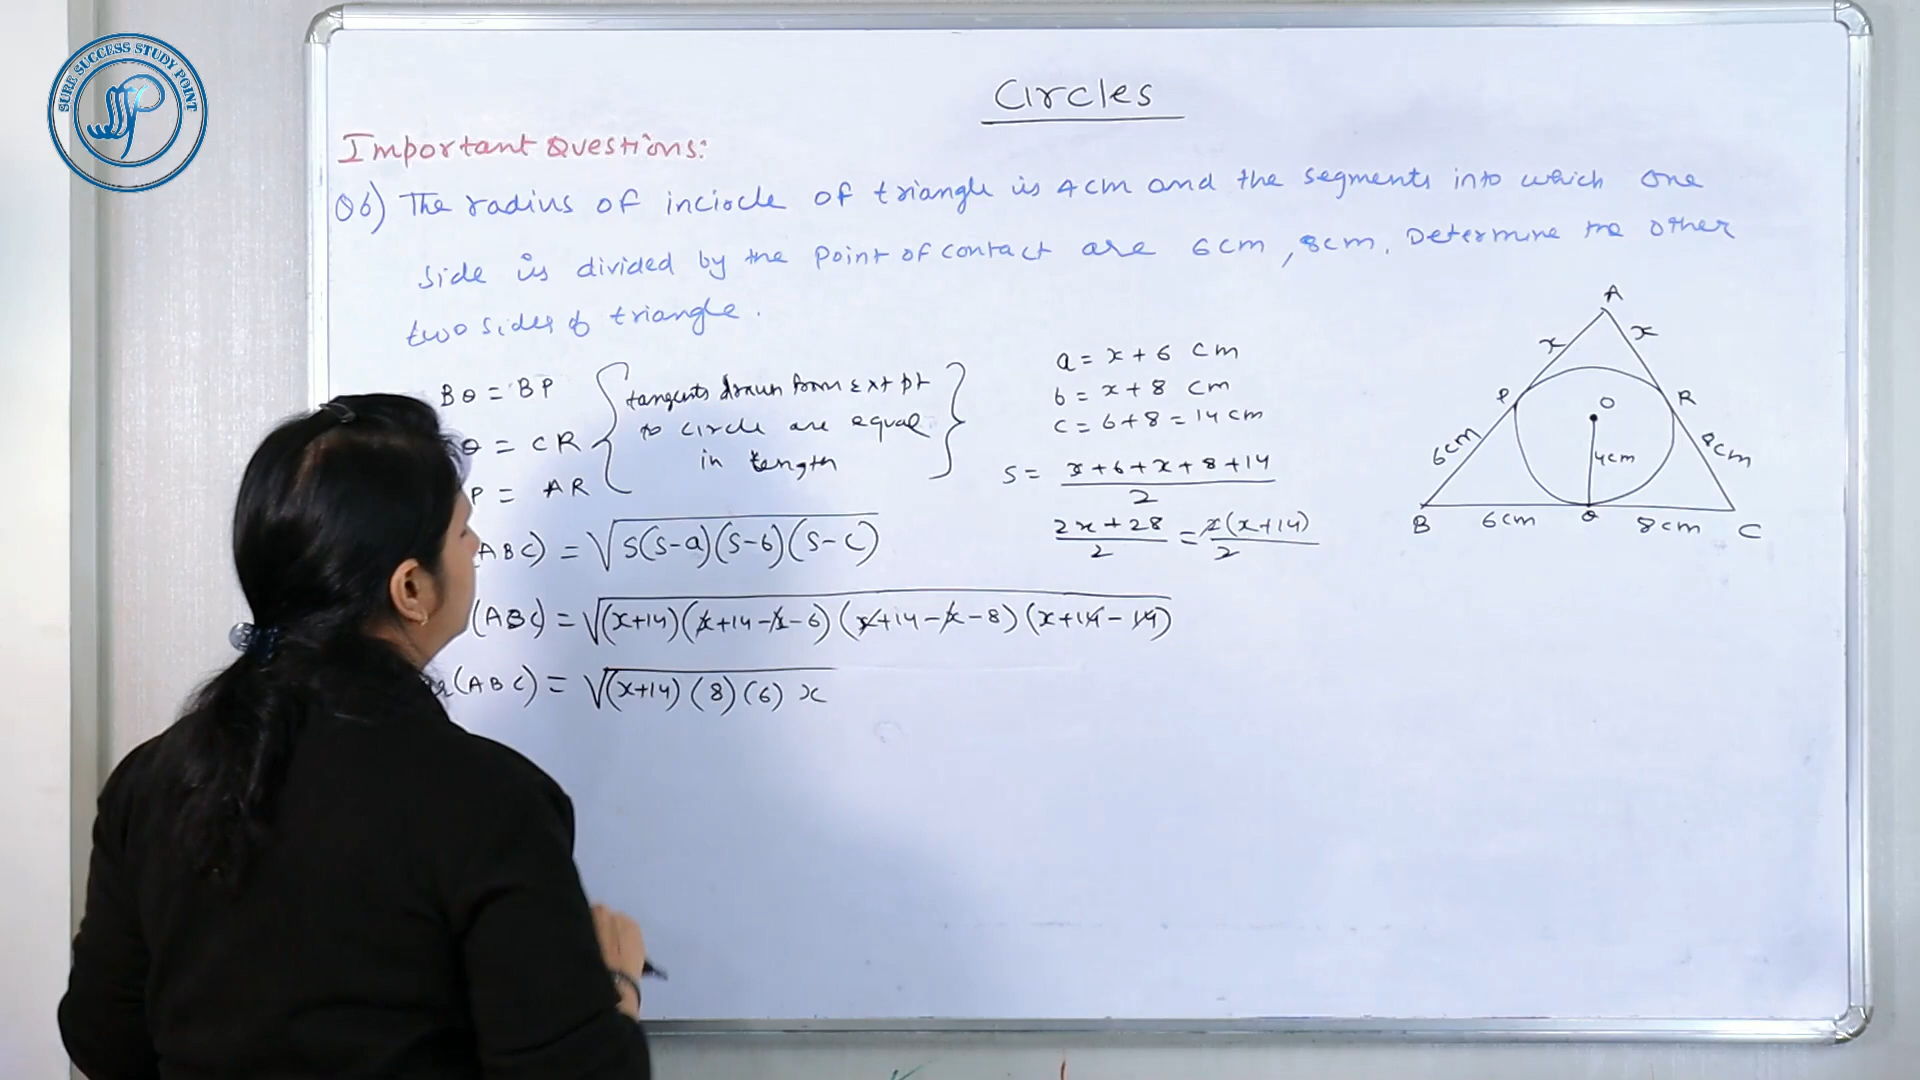 SURE SUCCESS STUDY POINT
Circles
Important Questions:
Q6) The radius of incircle of triangle is 4cm and the segments into which one
side is divided by the point of contact are 6cm, 8cm. Determine the other
two sides of triangle.
BQ = BP
Q = CR
P = AR
{ tangents drawn from ext pt
to circle are equal
in length }
(ABC) = √s(s-a)(s-b)(s-c)
(ABC) = √(x+14)(x+14-x-6)(x+14-x-8)(x+14-14)
(ABC) = √(x+14)(8)(6) x
a = x+6 cm
b = x+8 cm
c = 6+8 = 14cm
S = x+6+x+8+14
2
2x+28 = 2(x+14)
2 2
A
x x
P R
O
6cm 4cm 8cm
B 6cm Q 8cm C